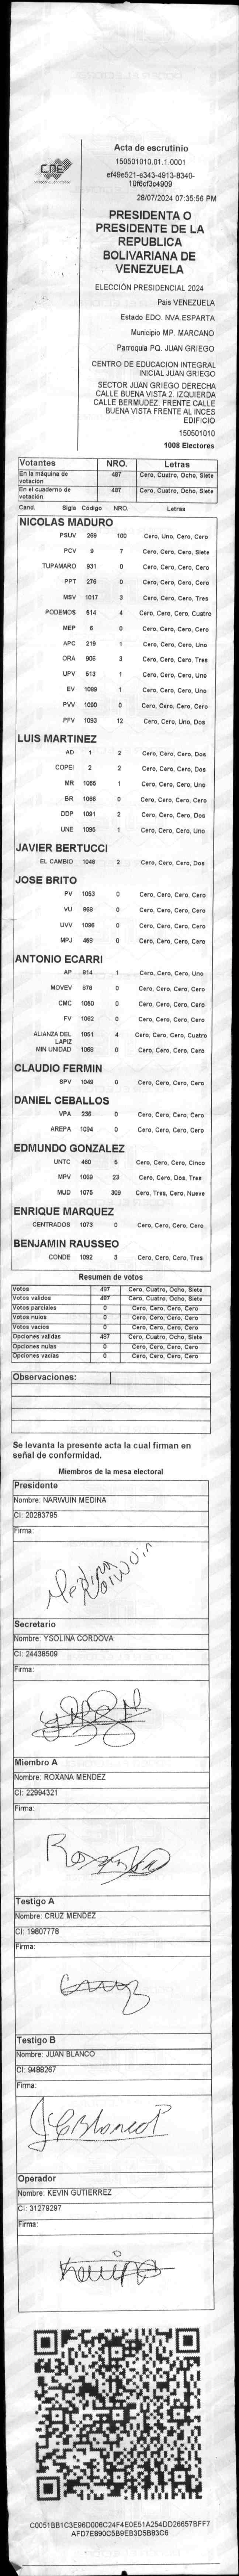 CNE
Acta de escrutinio
150501010.01.1.0001
ef49e521-e343-4913-8340-
10f6cf3c4909
28/07/2024 07:35:56 PM
PRESIDENTA O
PRESIDENTE DE LA
REPUBLICA
BOLIVARIANA DE
VENEZUELA
ELECCIÓN PRESIDENCIAL 2024
País VENEZUELA
Estado EDO. NVA.ESPARTA
Municipio MP. MARCANO
Parroquia PQ. JUAN GRIEGO
CENTRO DE EDUCACION INTEGRAL
INICIAL JUAN GRIEGO
SECTOR JUAN GRIEGO DERECHA
CALLE BUENA VISTA 2. IZQUIERDA
CALLE BERMUDEZ. FRENTE CALLE
BUENA VISTA FRENTE AL INCES
EDIFICIO
150501010
1008 Electores
Votantes NRO. Letras
En la máquina de votación 487 Cero, Cuatro, Ocho, Siete
En el cuaderno de votación 487 Cero, Cuatro, Ocho, Siete
Cand. Sigla Código NRO. Letras
NICOLAS MADURO
PSUV 269 100 Cero, Uno, Cero, Cero
PCV 9 7 Cero, Cero, Cero, Siete
TUPAMARO 931 0 Cero, Cero, Cero, Cero
PPT 276 0 Cero, Cero, Cero, Cero
MSV 1017 3 Cero, Cero, Cero, Tres
PODEMOS 514 4 Cero, Cero, Cero, Cuatro
MEP 6 0 Cero, Cero, Cero, Cero
APC 219 1 Cero, Cero, Cero, Uno
ORA 906 3 Cero, Cero, Cero, Tres
UPV 513 1 Cero, Cero, Cero, Uno
EV 1089 1 Cero, Cero, Cero, Uno
PVV 1090 0 Cero, Cero, Cero, Cero
PFV 1093 12 Cero, Cero, Uno, Dos
LUIS MARTINEZ
AD 1 2 Cero, Cero, Cero, Dos
COPEI 2 2 Cero, Cero, Cero, Dos
MR 1065 1 Cero, Cero, Cero, Uno
BR 1066 0 Cero, Cero, Cero, Cero
DDP 1091 2 Cero, Cero, Cero, Dos
UNE 1095 1 Cero, Cero, Cero, Uno
JAVIER BERTUCCI
EL CAMBIO 1048 2 Cero, Cero, Cero, Dos
JOSE BRITO
PV 1053 0 Cero, Cero, Cero, Cero
VU 868 0 Cero, Cero, Cero, Cero
UVV 1096 0 Cero, Cero, Cero, Cero
MPJ 458 0 Cero, Cero, Cero, Cero
ANTONIO ECARRI
AP 814 1 Cero, Cero, Cero, Uno
MOVEV 876 0 Cero, Cero, Cero, Cero
CMC 1050 0 Cero, Cero, Cero, Cero
FV 1062 0 Cero, Cero, Cero, Cero
ALIANZA DEL LAPIZ 1051 4 Cero, Cero, Cero, Cuatro
MIN UNIDAD 1068 0 Cero, Cero, Cero, Cero
CLAUDIO FERMIN
SPV 1049 0 Cero, Cero, Cero, Cero
DANIEL CEBALLOS
VPA 236 0 Cero, Cero, Cero, Cero
AREPA 1094 0 Cero, Cero, Cero, Cero
EDMUNDO GONZALEZ
UNTC 460 5 Cero, Cero, Cero, Cinco
MPV 1069 23 Cero, Cero, Dos, Tres
MUD 1075 309 Cero, Tres, Cero, Nueve
ENRIQUE MARQUEZ
CENTRADOS 1073 0 Cero, Cero, Cero, Cero
BENJAMIN RAUSSEO
CONDE 1092 3 Cero, Cero, Cero, Tres
Resumen de votos
Votos 487 Cero, Cuatro, Ocho, Siete
Votos validos 487 Cero, Cuatro, Ocho, Siete
Votos parciales 0 Cero, Cero, Cero, Cero
Votos nulos 0 Cero, Cero, Cero, Cero
Votos vacios 0 Cero, Cero, Cero, Cero
Opciones validas 487 Cero, Cuatro, Ocho, Siete
Opciones nulas 0 Cero, Cero, Cero, Cero
Opciones vacias 0 Cero, Cero, Cero, Cero
Observaciones:
Se levanta la presente acta la cual firman en
señal de conformidad.
Miembros de la mesa electoral
Presidente
Nombre: NARWUIN MEDINA
CI: 20283795
Firma:
Medina
Narwuin
Secretario
Nombre: YSOLINA CORDOVA
CI: 24438509
Firma:
Miembro A
Nombre: ROXANA MENDEZ
CI: 22994321
Firma:
Testigo A
Nombre: CRUZ MENDEZ
CI: 19807778
Firma:
Cruz
Testigo B
Nombre: JUAN BLANCO
CI: 9488267
Firma:
JCBlancoP
Operador
Nombre: KEVIN GUTIERREZ
CI: 31279297
Firma:
C0051BB1C3E96D006C24F4E0E51A254DD26657BFF7
AFD7EB90C5B9EB3D5B83C6